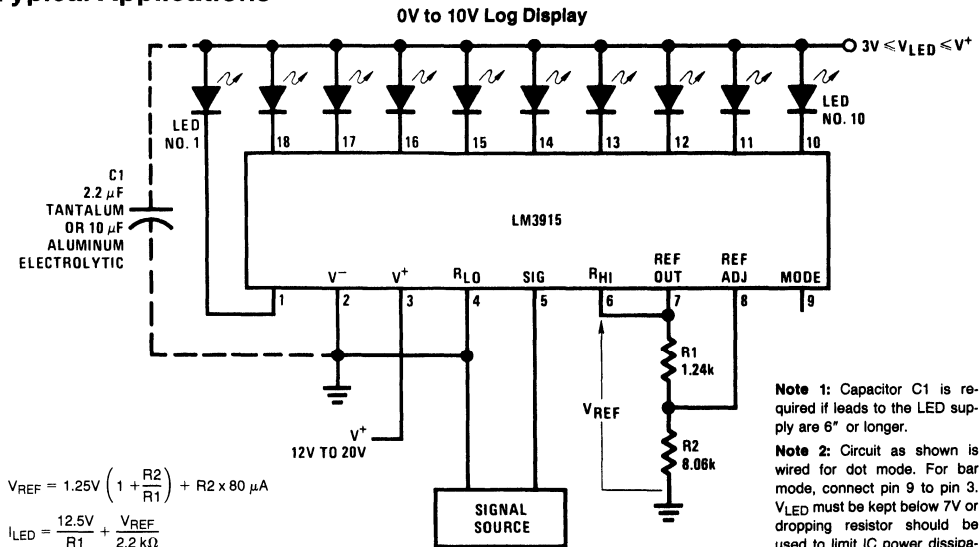 Typical Applications
0V to 10V Log Display
3V ≤ VLED ≤ V+
LED
NO. 1
LED
NO. 10
18
17
16
15
14
13
12
11
10
C1
2.2 μF
TANTALUM
OR 10 μF
ALUMINUM
ELECTROLYTIC
LM3915
V−
V+
RLO
SIG
RHI
REF
OUT
REF
ADJ
MODE
1
2
3
4
5
6
7
8
9
R1
1.24k
VREF
R2
8.06k
V+
12V TO 20V
SIGNAL
SOURCE
VREF = 1.25V (1 + R2/R1) + R2 x 80 μA
ILED = 12.5V/R1 + VREF/2.2 kΩ
Note 1: Capacitor C1 is re-
quired if leads to the LED sup-
ply are 6″ or longer.
Note 2: Circuit as shown is
wired for dot mode. For bar
mode, connect pin 9 to pin 3.
VLED must be kept below 7V or
dropping resistor should be
used to limit IC power dissipa-